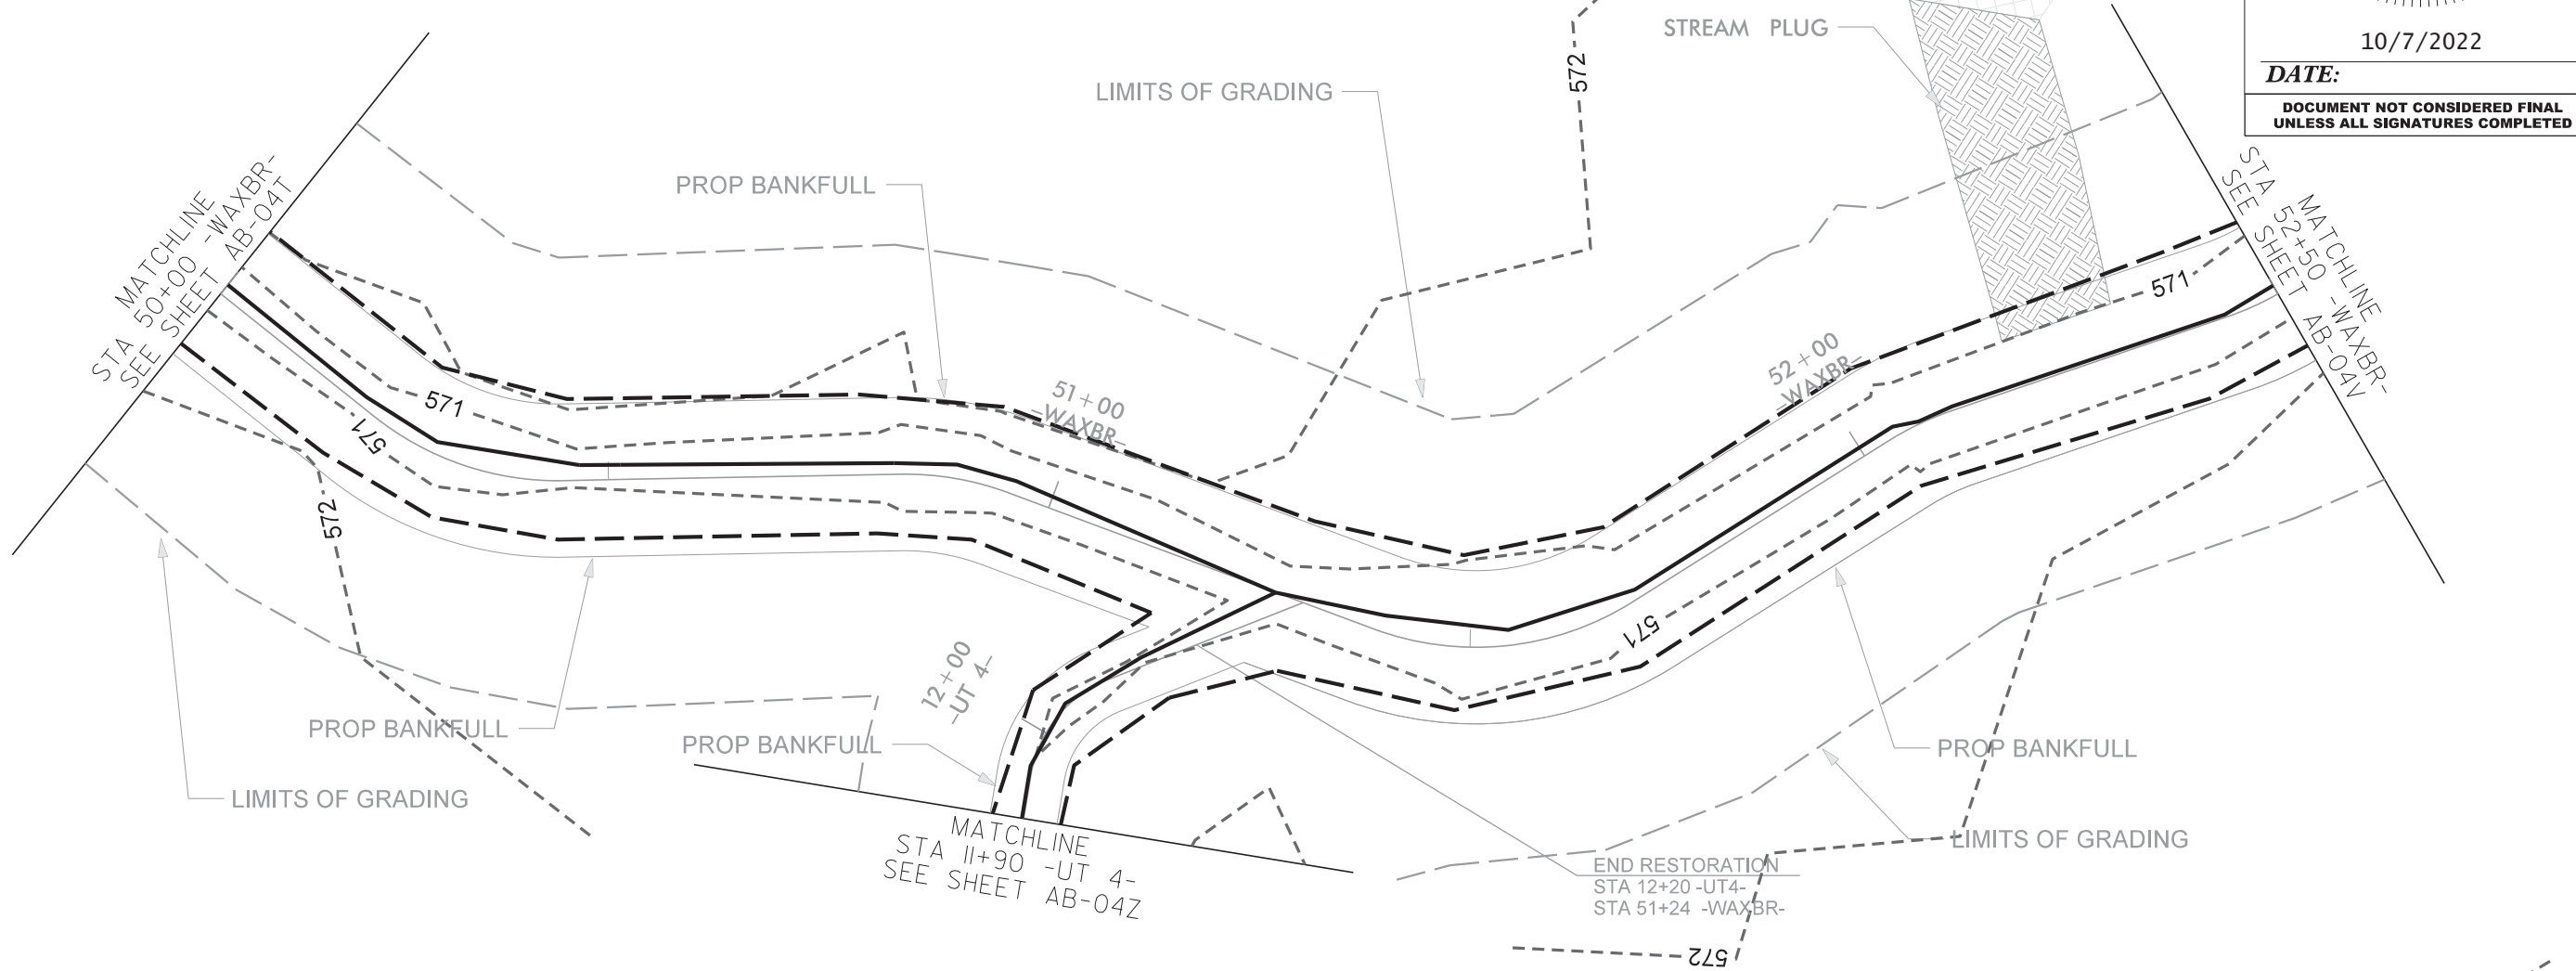 10/7/2022
DATE:
DOCUMENT NOT CONSIDERED FINAL
UNLESS ALL SIGNATURES COMPLETED
STREAM PLUG
572
LIMITS OF GRADING
PROP BANKFULL
MATCHLINE
STA 50+00 -WAXBR-
SEE SHEET AB-04T
MATCHLINE
STA 52+50 -WAXBR-
SEE SHEET AB-04V
571
52+00
-WAXBR-
51+00
-WAXBR-
571
571
572
571
12+00
-UT 4-
PROP BANKFULL
PROP BANKFULL
PROP BANKFULL
LIMITS OF GRADING
LIMITS OF GRADING
MATCHLINE
STA 11+90 -UT 4-
SEE SHEET AB-04Z
END RESTORATION
STA 12+20 -UT4-
STA 51+24 -WAXBR-
572